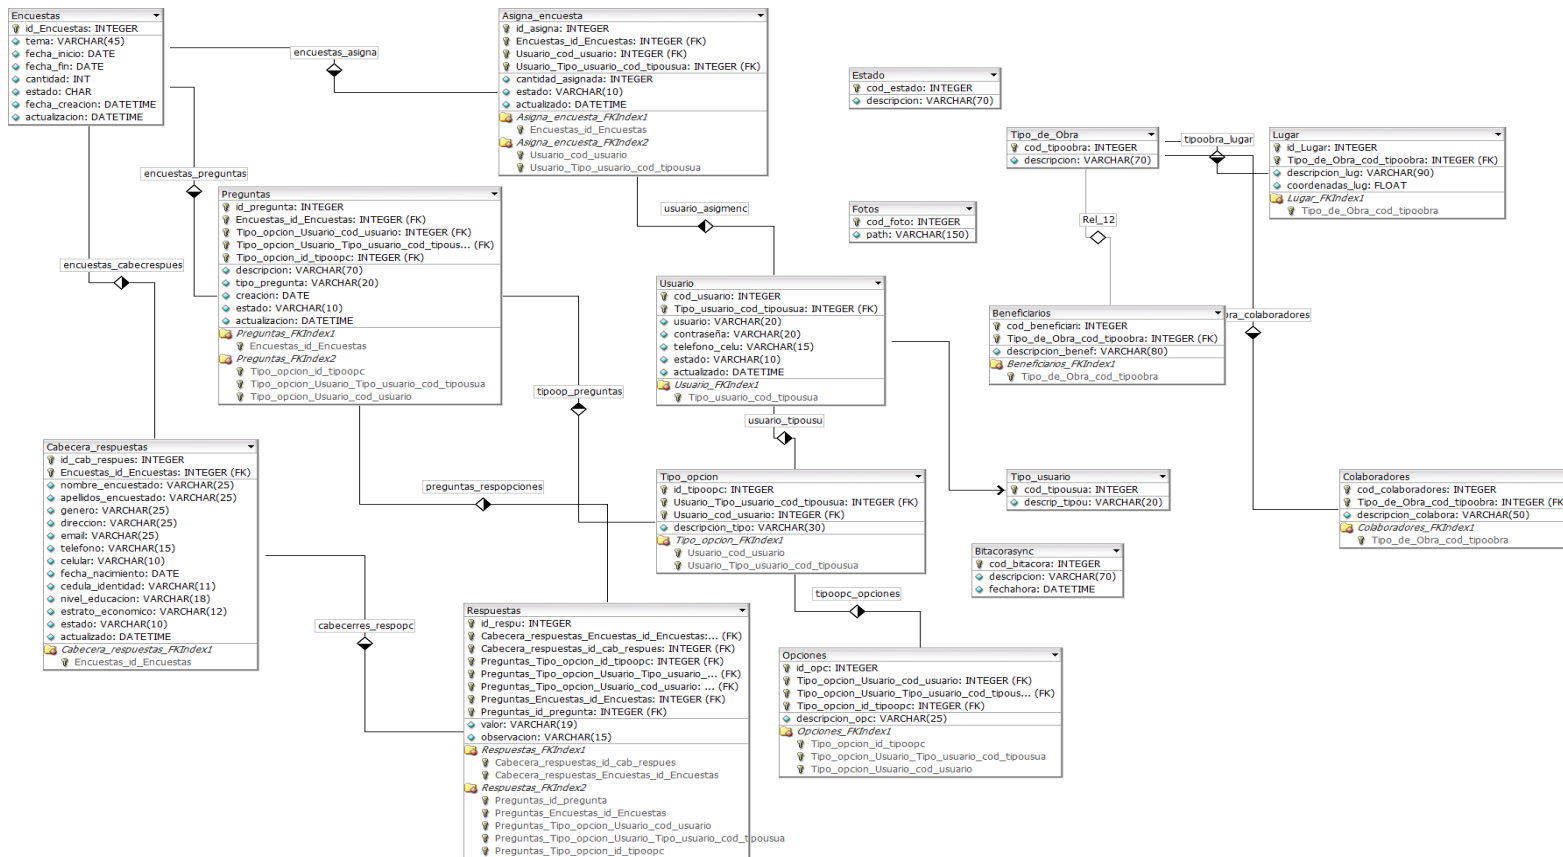 Encuestas
id_Encuestas: INTEGER
tema: VARCHAR(45)
fecha_inicio: DATE
fecha_fin: DATE
cantidad: INT
estado: CHAR
fecha_creacion: DATETIME
actualizacion: DATETIME
encuestas_asigna
Asigna_encuesta
id_asigna: INTEGER
Encuestas_id_Encuestas: INTEGER (FK)
Usuario_cod_usuario: INTEGER (FK)
Usuario_Tipo_usuario_cod_tipousua: INTEGER (FK)
cantidad_asignada: INTEGER
estado: VARCHAR(10)
actualizado: DATETIME
Asigna_encuesta_FKIndex1
Encuestas_id_Encuestas
Asigna_encuesta_FKIndex2
Usuario_cod_usuario
Usuario_Tipo_usuario_cod_tipousua
Estado
cod_estado: INTEGER
descripcion: VARCHAR(70)
Tipo_de_Obra
cod_tipoobra: INTEGER
descripcion: VARCHAR(70)
tipoobra_lugar
Lugar
id_Lugar: INTEGER
Tipo_de_Obra_cod_tipoobra: INTEGER (FK)
descripcion_lug: VARCHAR(90)
coordenadas_lug: FLOAT
Lugar_FKIndex1
Tipo_de_Obra_cod_tipoobra
encuestas_preguntas
Preguntas
id_pregunta: INTEGER
Encuestas_id_Encuestas: INTEGER (FK)
Tipo_opcion_Usuario_cod_usuario: INTEGER (FK)
Tipo_opcion_Usuario_Tipo_usuario_cod_tipous... (FK)
Tipo_opcion_id_tipoopc: INTEGER (FK)
descripcion: VARCHAR(70)
tipo_pregunta: VARCHAR(20)
creacion: DATE
estado: VARCHAR(10)
actualizacion: DATETIME
Preguntas_FKIndex1
Encuestas_id_Encuestas
Preguntas_FKIndex2
Tipo_opcion_id_tipoopc
Tipo_opcion_Usuario_Tipo_usuario_cod_tipousua
Tipo_opcion_Usuario_cod_usuario
usuario_asigmenc
Fotos
cod_foto: INTEGER
path: VARCHAR(150)
Rel_12
encuestas_cabecrespues
Usuario
cod_usuario: INTEGER
Tipo_usuario_cod_tipousua: INTEGER (FK)
usuario: VARCHAR(20)
contraseña: VARCHAR(20)
telefono_celu: VARCHAR(15)
estado: VARCHAR(10)
actualizado: DATETIME
Usuario_FKIndex1
Tipo_usuario_cod_tipousua
Beneficiarios
cod_beneficiari: INTEGER
Tipo_de_Obra_cod_tipoobra: INTEGER (FK)
descripcion_benef: VARCHAR(80)
Beneficiarios_FKIndex1
Tipo_de_Obra_cod_tipoobra
ra_colaboradores
tipoop_preguntas
usuario_tipousu
Cabecera_respuestas
id_cab_respues: INTEGER
Encuestas_id_Encuestas: INTEGER (FK)
nombre_encuestado: VARCHAR(25)
apellidos_encuestado: VARCHAR(25)
genero: VARCHAR(25)
direccion: VARCHAR(25)
email: VARCHAR(25)
telefono: VARCHAR(15)
celular: VARCHAR(10)
fecha_nacimiento: DATE
cedula_identidad: VARCHAR(11)
nivel_educacion: VARCHAR(18)
estrato_economico: VARCHAR(12)
estado: VARCHAR(10)
actualizado: DATETIME
Cabecera_respuestas_FKIndex1
Encuestas_id_Encuestas
preguntas_respopciones
Tipo_opcion
id_tipoopc: INTEGER
Usuario_Tipo_usuario_cod_tipousua: INTEGER (FK)
Usuario_cod_usuario: INTEGER (FK)
descripcion_tipo: VARCHAR(30)
Tipo_opcion_FKIndex1
Usuario_cod_usuario
Usuario_Tipo_usuario_cod_tipousua
Tipo_usuario
cod_tipousua: INTEGER
descrip_tipou: VARCHAR(20)
Colaboradores
cod_colaboradores: INTEGER
Tipo_de_Obra_cod_tipoobra: INTEGER (FK
descripcion_colabora: VARCHAR(50)
Colaboradores_FKIndex1
Tipo_de_Obra_cod_tipoobra
Bitacorasync
cod_bitacora: INTEGER
descripcion: VARCHAR(70)
fechahora: DATETIME
tipoopc_opciones
cabecerres_respopc
Respuestas
id_respu: INTEGER
Cabecera_respuestas_Encuestas_id_Encuestas:... (FK)
Cabecera_respuestas_id_cab_respues: INTEGER (FK)
Preguntas_Tipo_opcion_id_tipoopc: INTEGER (FK)
Preguntas_Tipo_opcion_Usuario_Tipo_usuario_... (FK)
Preguntas_Tipo_opcion_Usuario_cod_usuario: ... (FK)
Preguntas_Encuestas_id_Encuestas: INTEGER (FK)
Preguntas_id_pregunta: INTEGER (FK)
valor: VARCHAR(19)
observacion: VARCHAR(15)
Respuestas_FKIndex1
Cabecera_respuestas_id_cab_respues
Cabecera_respuestas_Encuestas_id_Encuestas
Respuestas_FKIndex2
Preguntas_id_pregunta
Preguntas_Encuestas_id_Encuestas
Preguntas_Tipo_opcion_Usuario_cod_usuario
Preguntas_Tipo_opcion_Usuario_Tipo_usuario_cod_tipousua
Preguntas_Tipo_opcion_id_tipoopc
Opciones
id_opc: INTEGER
Tipo_opcion_Usuario_cod_usuario: INTEGER (FK)
Tipo_opcion_Usuario_Tipo_usuario_cod_tipous... (FK)
Tipo_opcion_id_tipoopc: INTEGER (FK)
descripcion_opc: VARCHAR(25)
Opciones_FKIndex1
Tipo_opcion_id_tipoopc
Tipo_opcion_Usuario_Tipo_usuario_cod_tipousua
Tipo_opcion_Usuario_cod_usuario